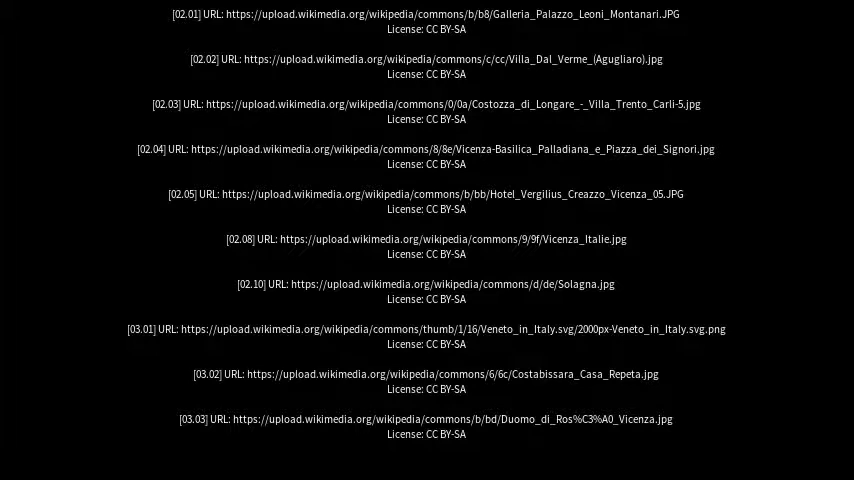 [02.01] URL: https://upload.wikimedia.org/wikipedia/commons/b/b8/Galleria_Palazzo_Leoni_Montanari.JPG
License: CC BY-SA
[02.02] URL: https://upload.wikimedia.org/wikipedia/commons/c/cc/Villa_Dal_Verme_(Agugliaro).jpg
License: CC BY-SA
[02.03] URL: https://upload.wikimedia.org/wikipedia/commons/0/0a/Costozza_di_Longare_-_Villa_Trento_Carli-5.jpg
License: CC BY-SA
[02.04] URL: https://upload.wikimedia.org/wikipedia/commons/8/8e/Vicenza-Basilica_Palladiana_e_Piazza_dei_Signori.jpg
License: CC BY-SA
[02.05] URL: https://upload.wikimedia.org/wikipedia/commons/b/bb/Hotel_Vergilius_Creazzo_Vicenza_05.JPG
License: CC BY-SA
[02.08] URL: https://upload.wikimedia.org/wikipedia/commons/9/9f/Vicenza_Italie.jpg
License: CC BY-SA
[02.10] URL: https://upload.wikimedia.org/wikipedia/commons/d/de/Solagna.jpg
License: CC BY-SA
[03.01] URL: https://upload.wikimedia.org/wikipedia/commons/thumb/1/16/Veneto_in_Italy.svg/2000px-Veneto_in_Italy.svg.png
License: CC BY-SA
[03.02] URL: https://upload.wikimedia.org/wikipedia/commons/6/6c/Costabissara_Casa_Repeta.jpg
License: CC BY-SA
[03.03] URL: https://upload.wikimedia.org/wikipedia/commons/b/bd/Duomo_di_Ros%C3%A0_Vicenza.jpg
License: CC BY-SA